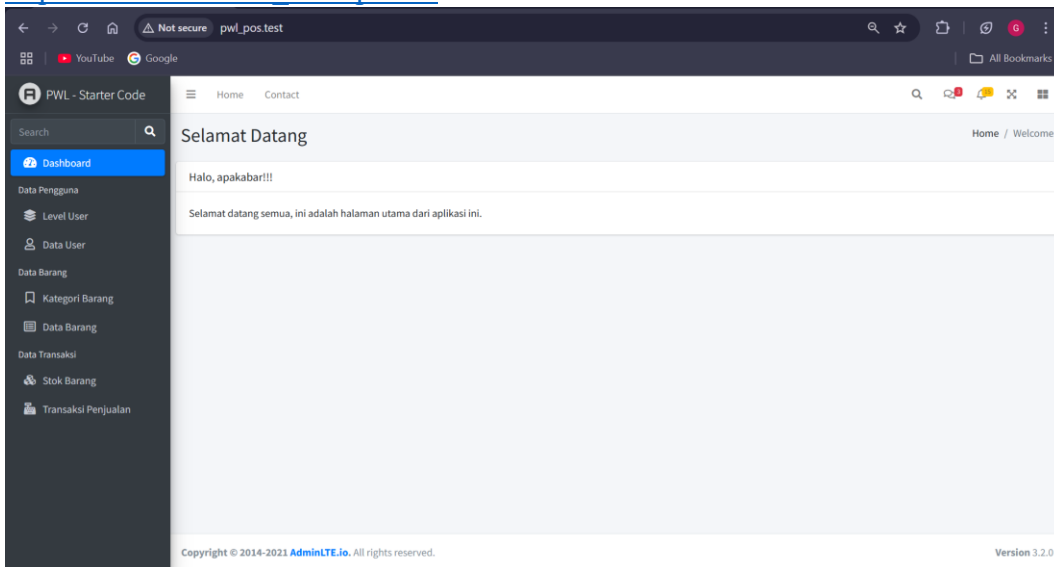 Not secure pwl_pos.test
G
YouTube Google All Bookmarks
PWL - Starter Code
Home Contact
Search
Selamat Datang
Home / Welcome
Dashboard
Halo, apakabar!!!
Data Pengguna
Selamat datang semua, ini adalah halaman utama dari aplikasi ini.
Level User
Data User
Data Barang
Kategori Barang
Data Barang
Data Transaksi
Stok Barang
Transaksi Penjualan
Copyright © 2014-2021 AdminLTE.io. All rights reserved.
Version 3.2.0